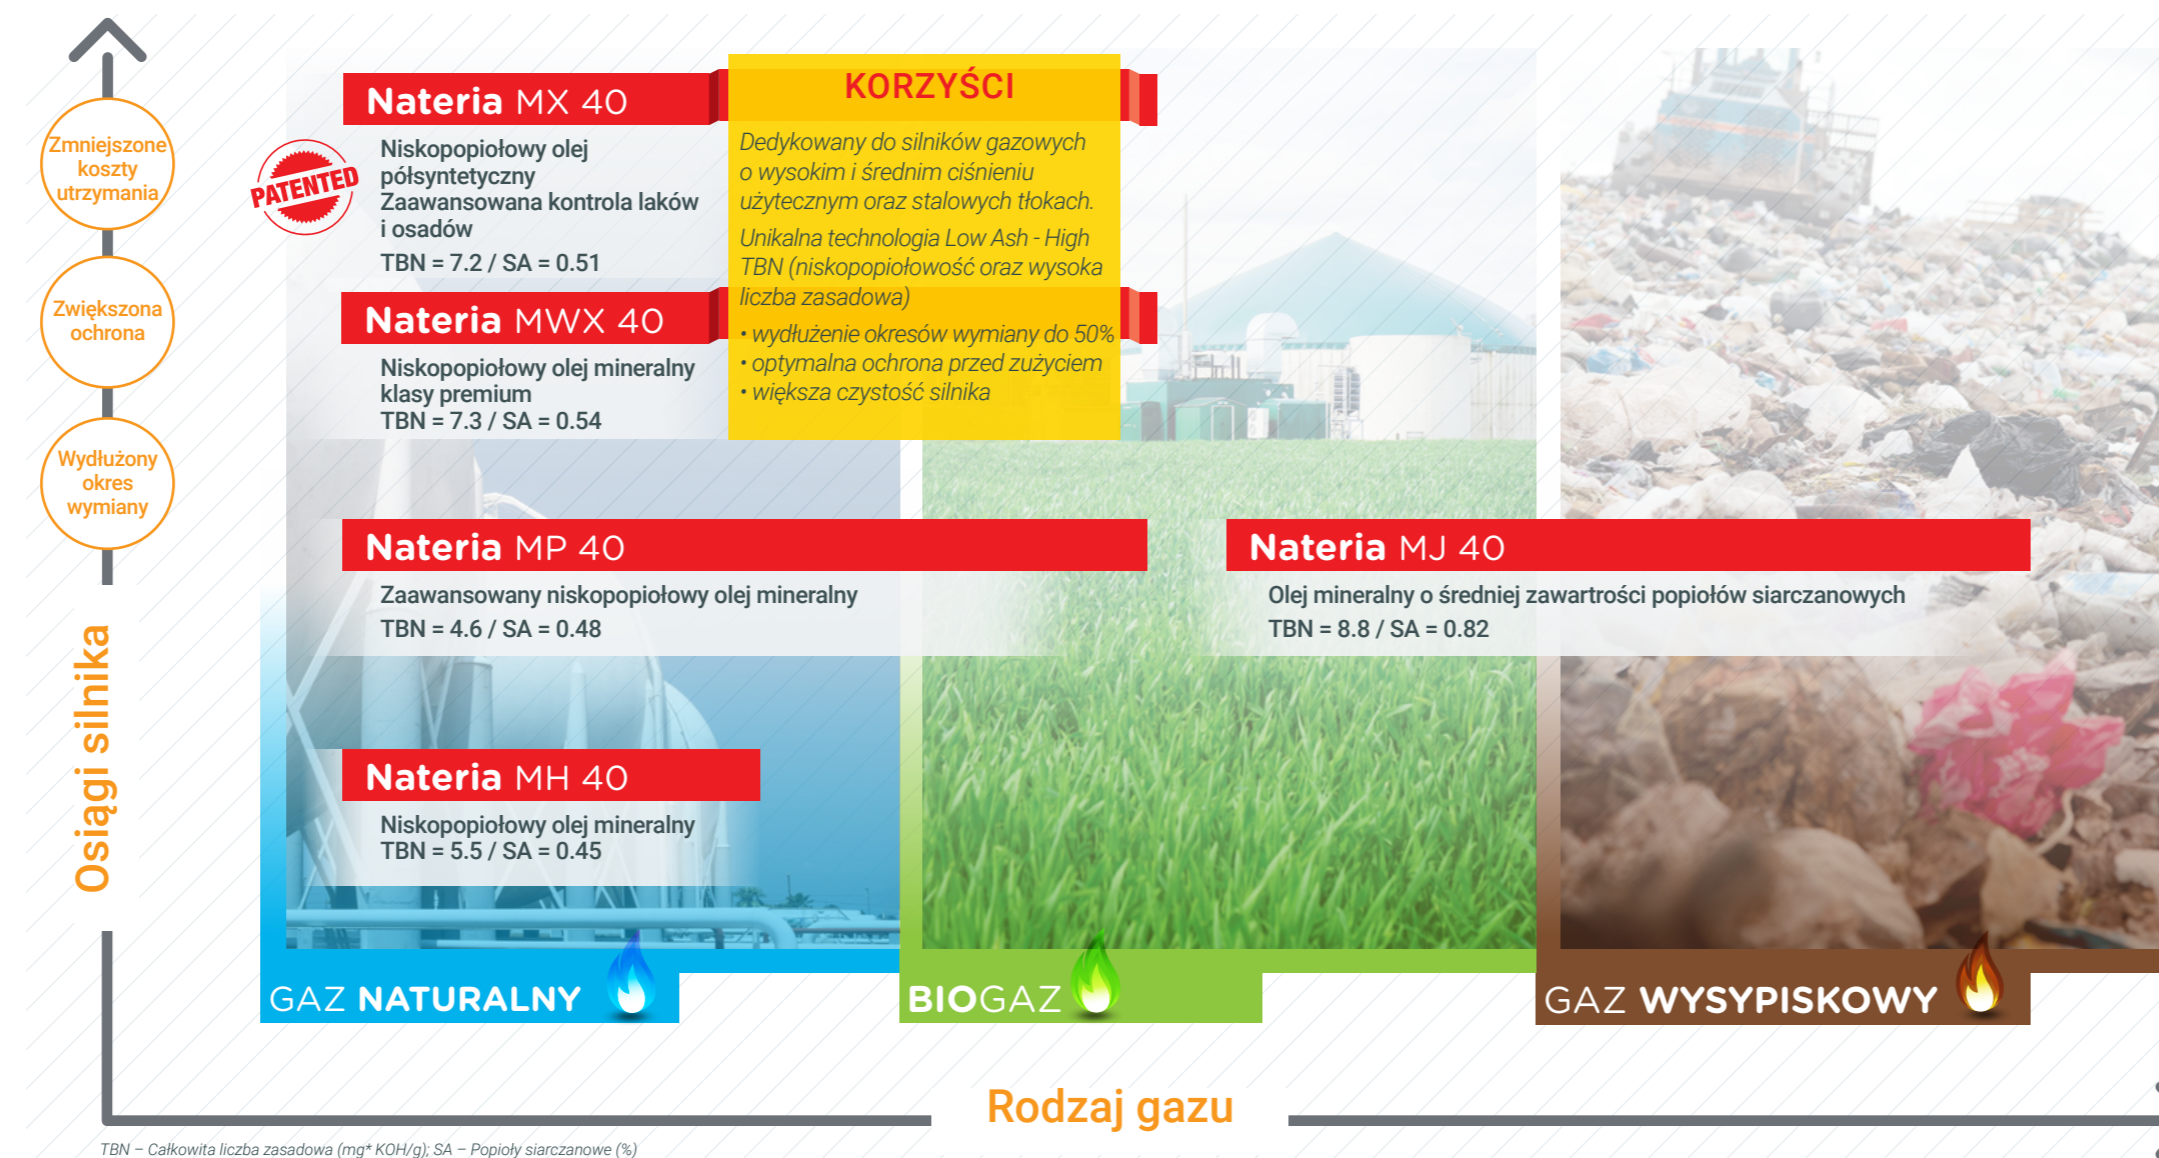 Zmniejszone
koszty
utrzymania
Zwiększona
ochrona
Wydłużony
okres
wymiany
Osiągi silnika
Nateria MX 40
PATENTED
Niskopopiołowy olej
półsyntetyczny
Zaawansowana kontrola laków
i osadów
TBN = 7.2 / SA = 0.51
Nateria MWX 40
Niskopopiołowy olej mineralny
klasy premium
TBN = 7.3 / SA = 0.54
KORZYŚCI
Dedykowany do silników gazowych
o wysokim i średnim ciśnieniu
użytecznym oraz stalowych tłokach.
Unikalna technologia Low Ash - High
TBN (niskopopiołowość oraz wysoka
liczba zasadowa)
• wydłużenie okresów wymiany do 50%
• optymalna ochrona przed zużyciem
• większa czystość silnika
Nateria MP 40
Zaawansowany niskopopiołowy olej mineralny
TBN = 4.6 / SA = 0.48
Nateria MJ 40
Olej mineralny o średniej zawartości popiołów siarczanowych
TBN = 8.8 / SA = 0.82
Nateria MH 40
Niskopopiołowy olej mineralny
TBN = 5.5 / SA = 0.45
GAZ NATURALNY
BIOGAZ
GAZ WYSYPISKOWY
Rodzaj gazu
TBN – Całkowita liczba zasadowa (mg* KOH/g); SA – Popioły siarczanowe (%)